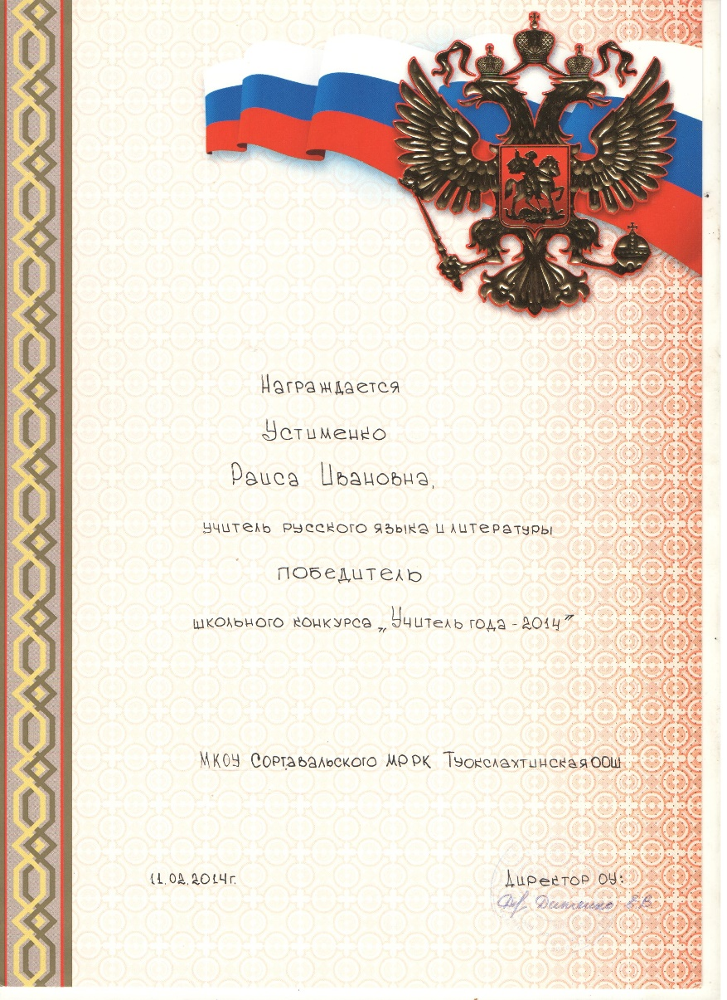 Награждается
Устименко
Раиса Ивановна,
учитель русского языка и литературы
победитель
школьного конкурса „Учитель года - 2014”
МКОУ Сортавальского МР РК Туокслахтинская ООШ
11.02.2014г.
Директор ОУ:
Е.В